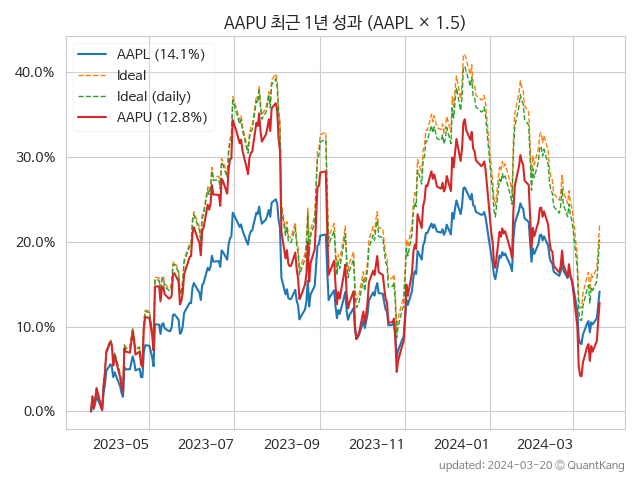 AAPU 최근 1년 성과 (AAPL × 1.5)
AAPL (14.1%)
Ideal
Ideal (daily)
AAPU (12.8%)
40.0%
30.0%
20.0%
10.0%
0.0%
2023-05 2023-07 2023-09 2023-11 2024-01 2024-03
updated: 2024-03-20 © QuantKang